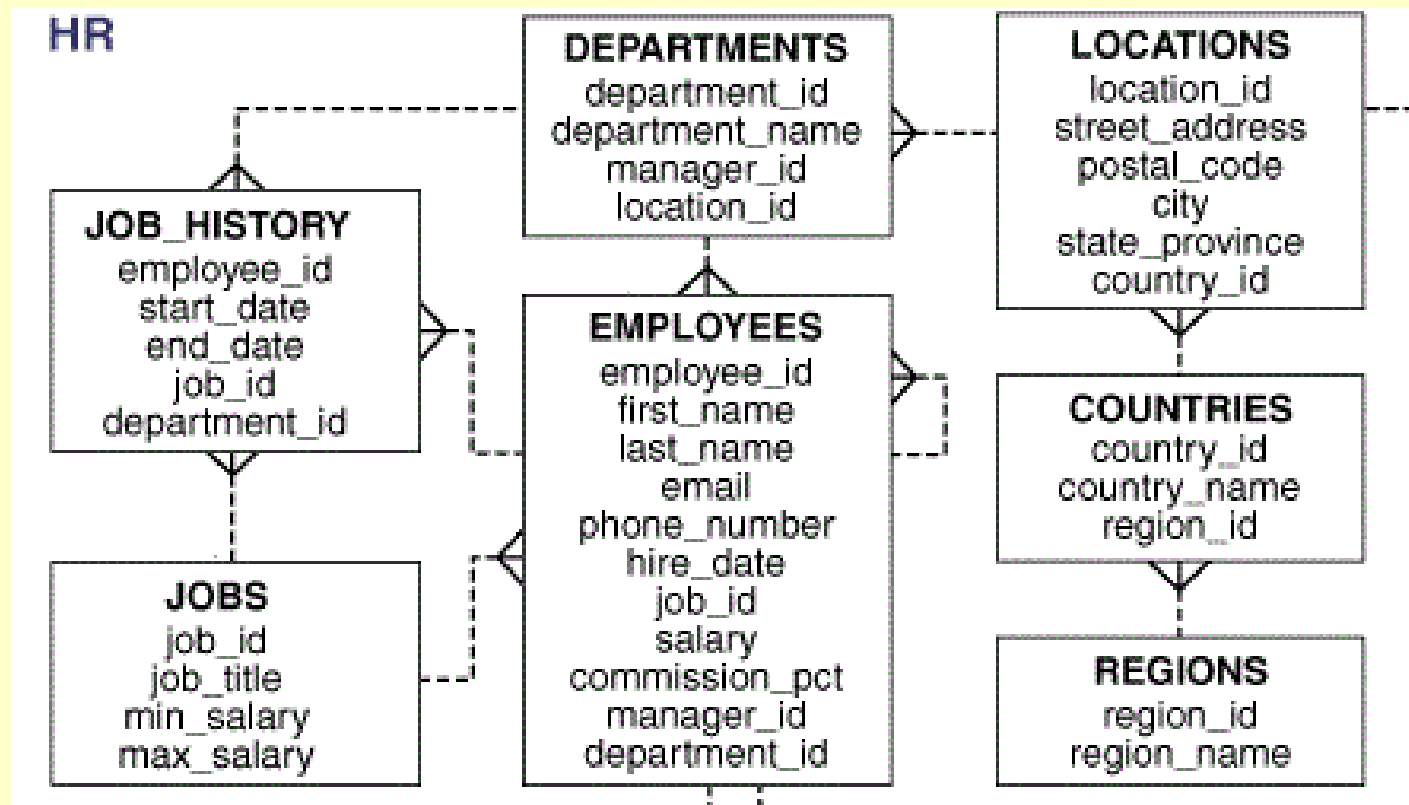 HR
DEPARTMENTS
department_id
department_name
manager_id
location_id
LOCATIONS
location_id
street_address
postal_code
city
state_province
country_id
JOB_HISTORY
employee_id
start_date
end_date
job_id
department_id
EMPLOYEES
employee_id
first_name
last_name
email
phone_number
hire_date
job_id
salary
commission_pct
manager_id
department_id
COUNTRIES
country_id
country_name
region_id
JOBS
job_id
job_title
min_salary
max_salary
REGIONS
region_id
region_name